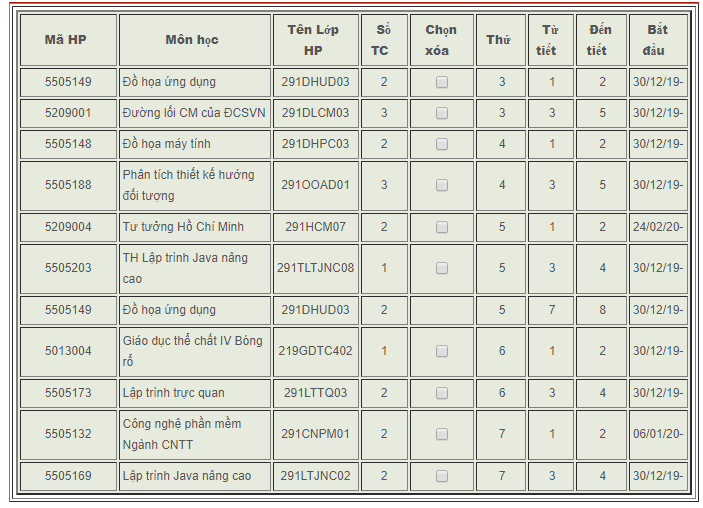 Mã HP Môn học Tên Lớp HP Số TC Chọn xóa Thứ Từ tiết Đến tiết Bắt đầu
5505149 Đồ họa ứng dụng 291DHUD03 2 3 1 2 30/12/19-
5209001 Đường lối CM của ĐCSVN 291DLCM03 3 3 3 5 30/12/19-
5505148 Đồ họa máy tính 291DHPC03 2 4 1 2 30/12/19-
5505188 Phân tích thiết kế hướng đối tượng 291OOAD01 3 4 3 5 30/12/19-
5209004 Tư tưởng Hồ Chí Minh 291HCM07 2 5 1 2 24/02/20-
5505203 TH Lập trình Java nâng cao 291TLTJNC08 1 5 3 4 30/12/19-
5505149 Đồ họa ứng dụng 291DHUD03 2 5 7 8 30/12/19-
5013004 Giáo dục thể chất IV Bóng rổ 219GDTC402 1 6 1 2 30/12/19-
5505173 Lập trình trực quan 291LTTQ03 2 6 3 4 30/12/19-
5505132 Công nghệ phần mềm Ngành CNTT 291CNPM01 2 7 1 2 06/01/20-
5505169 Lập trình Java nâng cao 291LTJNC02 2 7 3 4 30/12/19-